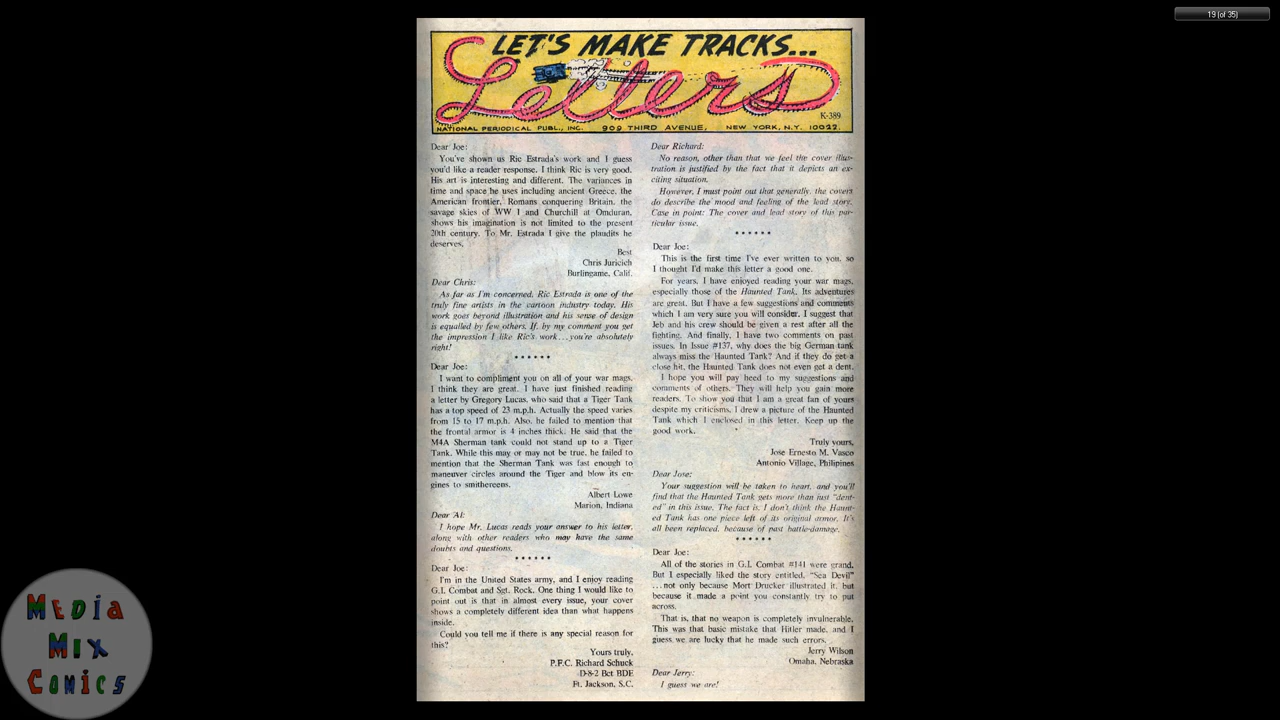 19 (of 35)
LET'S MAKE TRACKS...
Letters
K-389
NATIONAL PERIODICAL PUBL., INC. 909 THIRD AVENUE, NEW YORK, N.Y. 10022.
Dear Joe:
You've shown us Ric Estrada's work and I guess
you'd like a reader response. I think Ric is very good.
His art is interesting and different. The variances in
time and space he uses including ancient Greece, the
American frontier, Romans conquering Britain, the
savage skies of WW I and Churchill at Omduran,
shows his imagination is not limited to the present
20th century. To Mr. Estrada I give the plaudits he
deserves.
Best
Chris Juricich
Burlingame, Calif.
Dear Chris:
As far as I'm concerned, Ric Estrada is one of the
truly fine artists in the cartoon industry today. His
work goes beyond illustration and his sense of design
is equalled by few others. If, by my comment you get
the impression I like Ric's work...you're absolutely
right!
* * * * * *
Dear Joe:
I want to compliment you on all of your war mags.
I think they are great. I have just finished reading
a letter by Gregory Lucas, who said that a Tiger Tank
has a top speed of 23 m.p.h. Actually the speed varies
from 15 to 17 m.p.h. Also, he failed to mention that
the frontal armor is 4 inches thick. He said that the
M4A Sherman tank could not stand up to a Tiger
Tank. While this may or may not be true, he failed to
mention that the Sherman Tank was fast enough to
maneuver circles around the Tiger and blow its en-
gines to smithereens.
Albert Lowe
Marion, Indiana
Dear Al:
I hope Mr. Lucas reads your answer to his letter,
along with other readers who may have the same
doubts and questions.
* * * * * *
Dear Joe:
I'm in the United States army, and I enjoy reading
G.I. Combat and Sgt. Rock. One thing I would like to
point out is that in almost every issue, your cover
shows a completely different idea than what happens
inside.
Could you tell me if there is any special reason for
this?
Yours truly,
P.F.C. Richard Schuck
D-8-2 Bct BDE
Ft. Jackson, S.C.
Dear Richard:
No reason, other than that we feel the cover illus-
tration is justified by the fact that it depicts an ex-
citing situation.
However, I must point out that generally, the covers
do describe the mood and feeling of the lead story.
Case in point: The cover and lead story of this par-
ticular issue.
* * * * * *
Dear Joe:
This is the first time I've ever written to you, so
I thought I'd make this letter a good one.
For years, I have enjoyed reading your war mags,
especially those of the Haunted Tank. Its adventures
are great. But I have a few suggestions and comments
which I am very sure you will consider. I suggest that
Jeb and his crew should be given a rest after all the
fighting. And finally, I have two comments on past
issues. In Issue #137, why does the big German tank
always miss the Haunted Tank? And if they do get a
close hit, the Haunted Tank does not even get a dent.
I hope you will pay heed to my suggestions and
comments of others. They will help you gain more
readers. To show you that I am a great fan of yours
despite my criticisms, I drew a picture of the Haunted
Tank which I enclosed in this letter. Keep up the
good work.
Truly yours,
Jose Ernesto M. Vasco
Antonio Village, Philipines
Dear Jose:
Your suggestion will be taken to heart, and you'll
find that the Haunted Tank gets more than just "dent-
ed" in this issue. The fact is, I don't think the Haunt-
ed Tank has one piece left of its original armor. It's
all been replaced, because of past battle-damage.
* * * * * *
Dear Joe:
All of the stories in G.I. Combat #141 were grand.
But I especially liked the story entitled, "Sea Devil"
...not only because Mort Drucker illustrated it, but
because it made a point you constantly try to put
across.
That is, that no weapon is completely invulnerable.
This was that basic mistake that Hitler made, and I
guess we are lucky that he made such errors.
Jerry Wilson
Omaha, Nebraska
Dear Jerry:
I guess we are!
MEDIA
MIX
COMICS